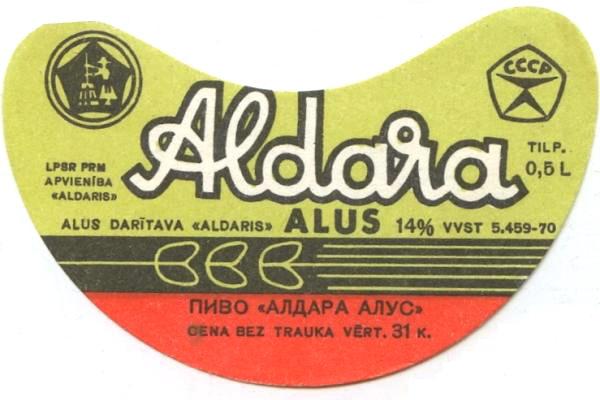 СССР
Aldara
TILP.
0,5 L
LPSR PRM
APVIENĪBA
«ALDARIS»
ALUS DARĪTAVA «ALDARIS» ALUS 14% VVST 5.459-70
ПИВО «АЛДАРА АЛУС»
CENA BEZ TRAUKA VĒRT. 31 K.